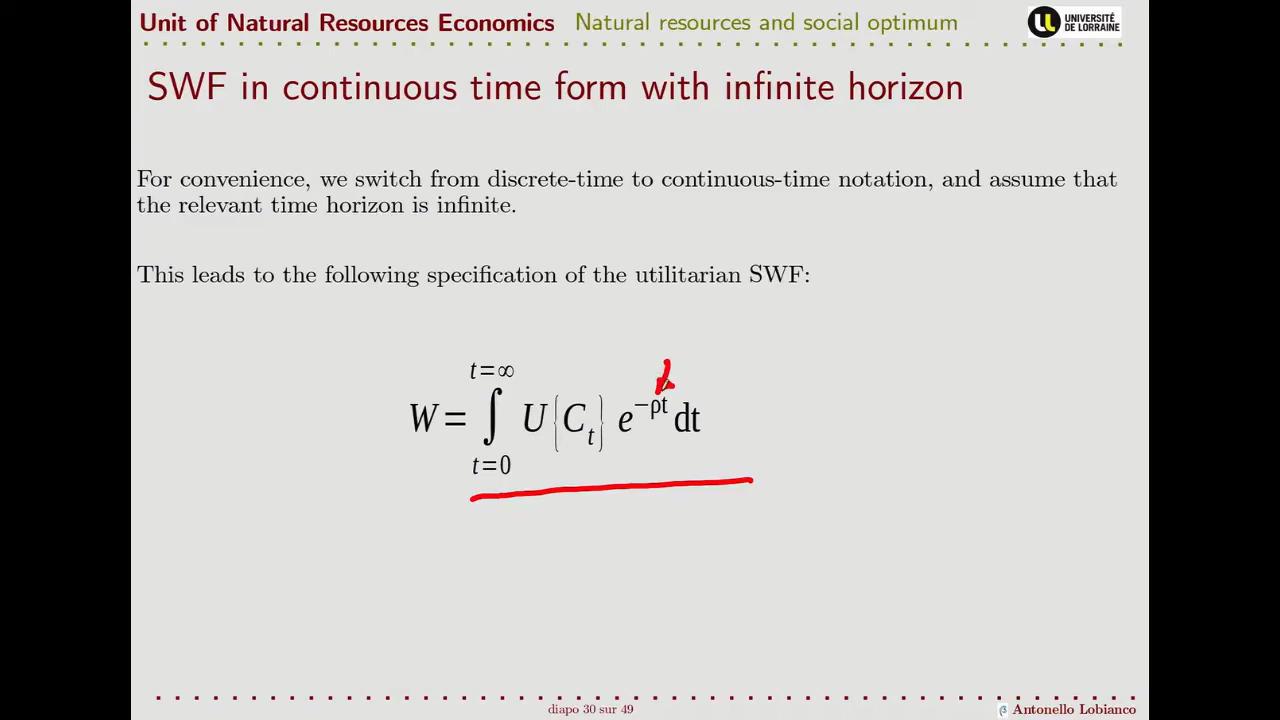 Unit of Natural Resources Economics Natural resources and social optimum
UNIVERSITÉ
DE LORRAINE
SWF in continuous time form with infinite horizon
For convenience, we switch from discrete-time to continuous-time notation, and assume that
the relevant time horizon is infinite.
This leads to the following specification of the utilitarian SWF:
t=∞
W= ∫ U{C_t} e^{−ρt} dt
t=0
diapo 30 sur 49
Antonello Lobianco